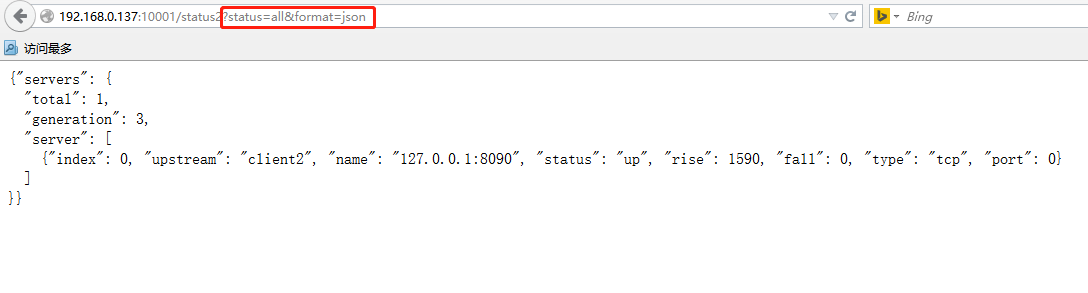 192.168.0.137:10001/status2?status=all&format=json
Bing
访问最多
{"servers": {
"total": 1,
"generation": 3,
"server": [
{"index": 0, "upstream": "client2", "name": "127.0.0.1:8090", "status": "up", "rise": 1590, "fall": 0, "type": "tcp", "port": 0}
]
}}